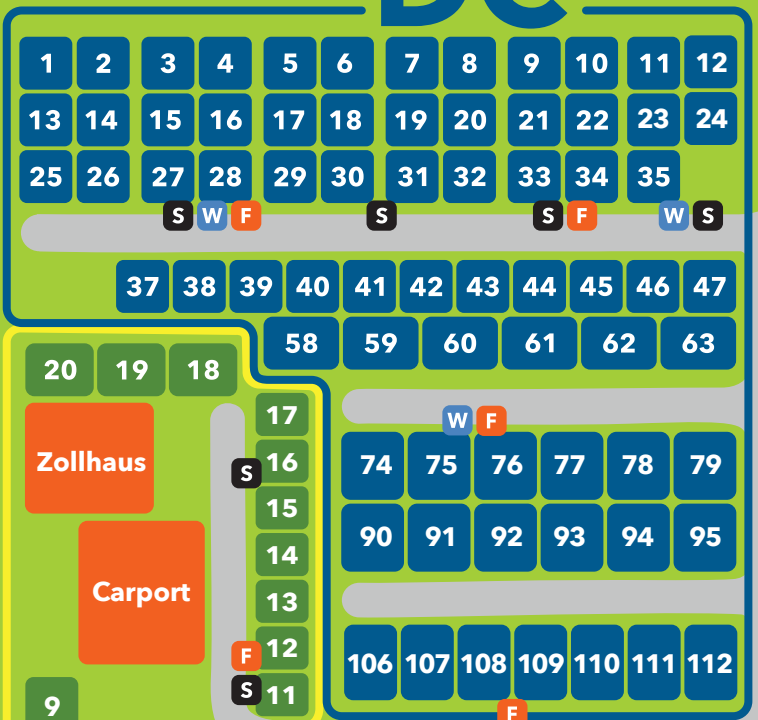 DC
1 2 3 4 5 6 7 8 9 10 11 12
13 14 15 16 17 18 19 20 21 22 23 24
25 26 27 28 29 30 31 32 33 34 35
S W F S S F W S
37 38 39 40 41 42 43 44 45 46 47
58 59 60 61 62 63
20 19 18
17
W F
Zollhaus
S 16
74 75 76 77 78 79
15
14
90 91 92 93 94 95
Carport
13
F 12
106 107 108 109 110 111 112
S 11
9
F